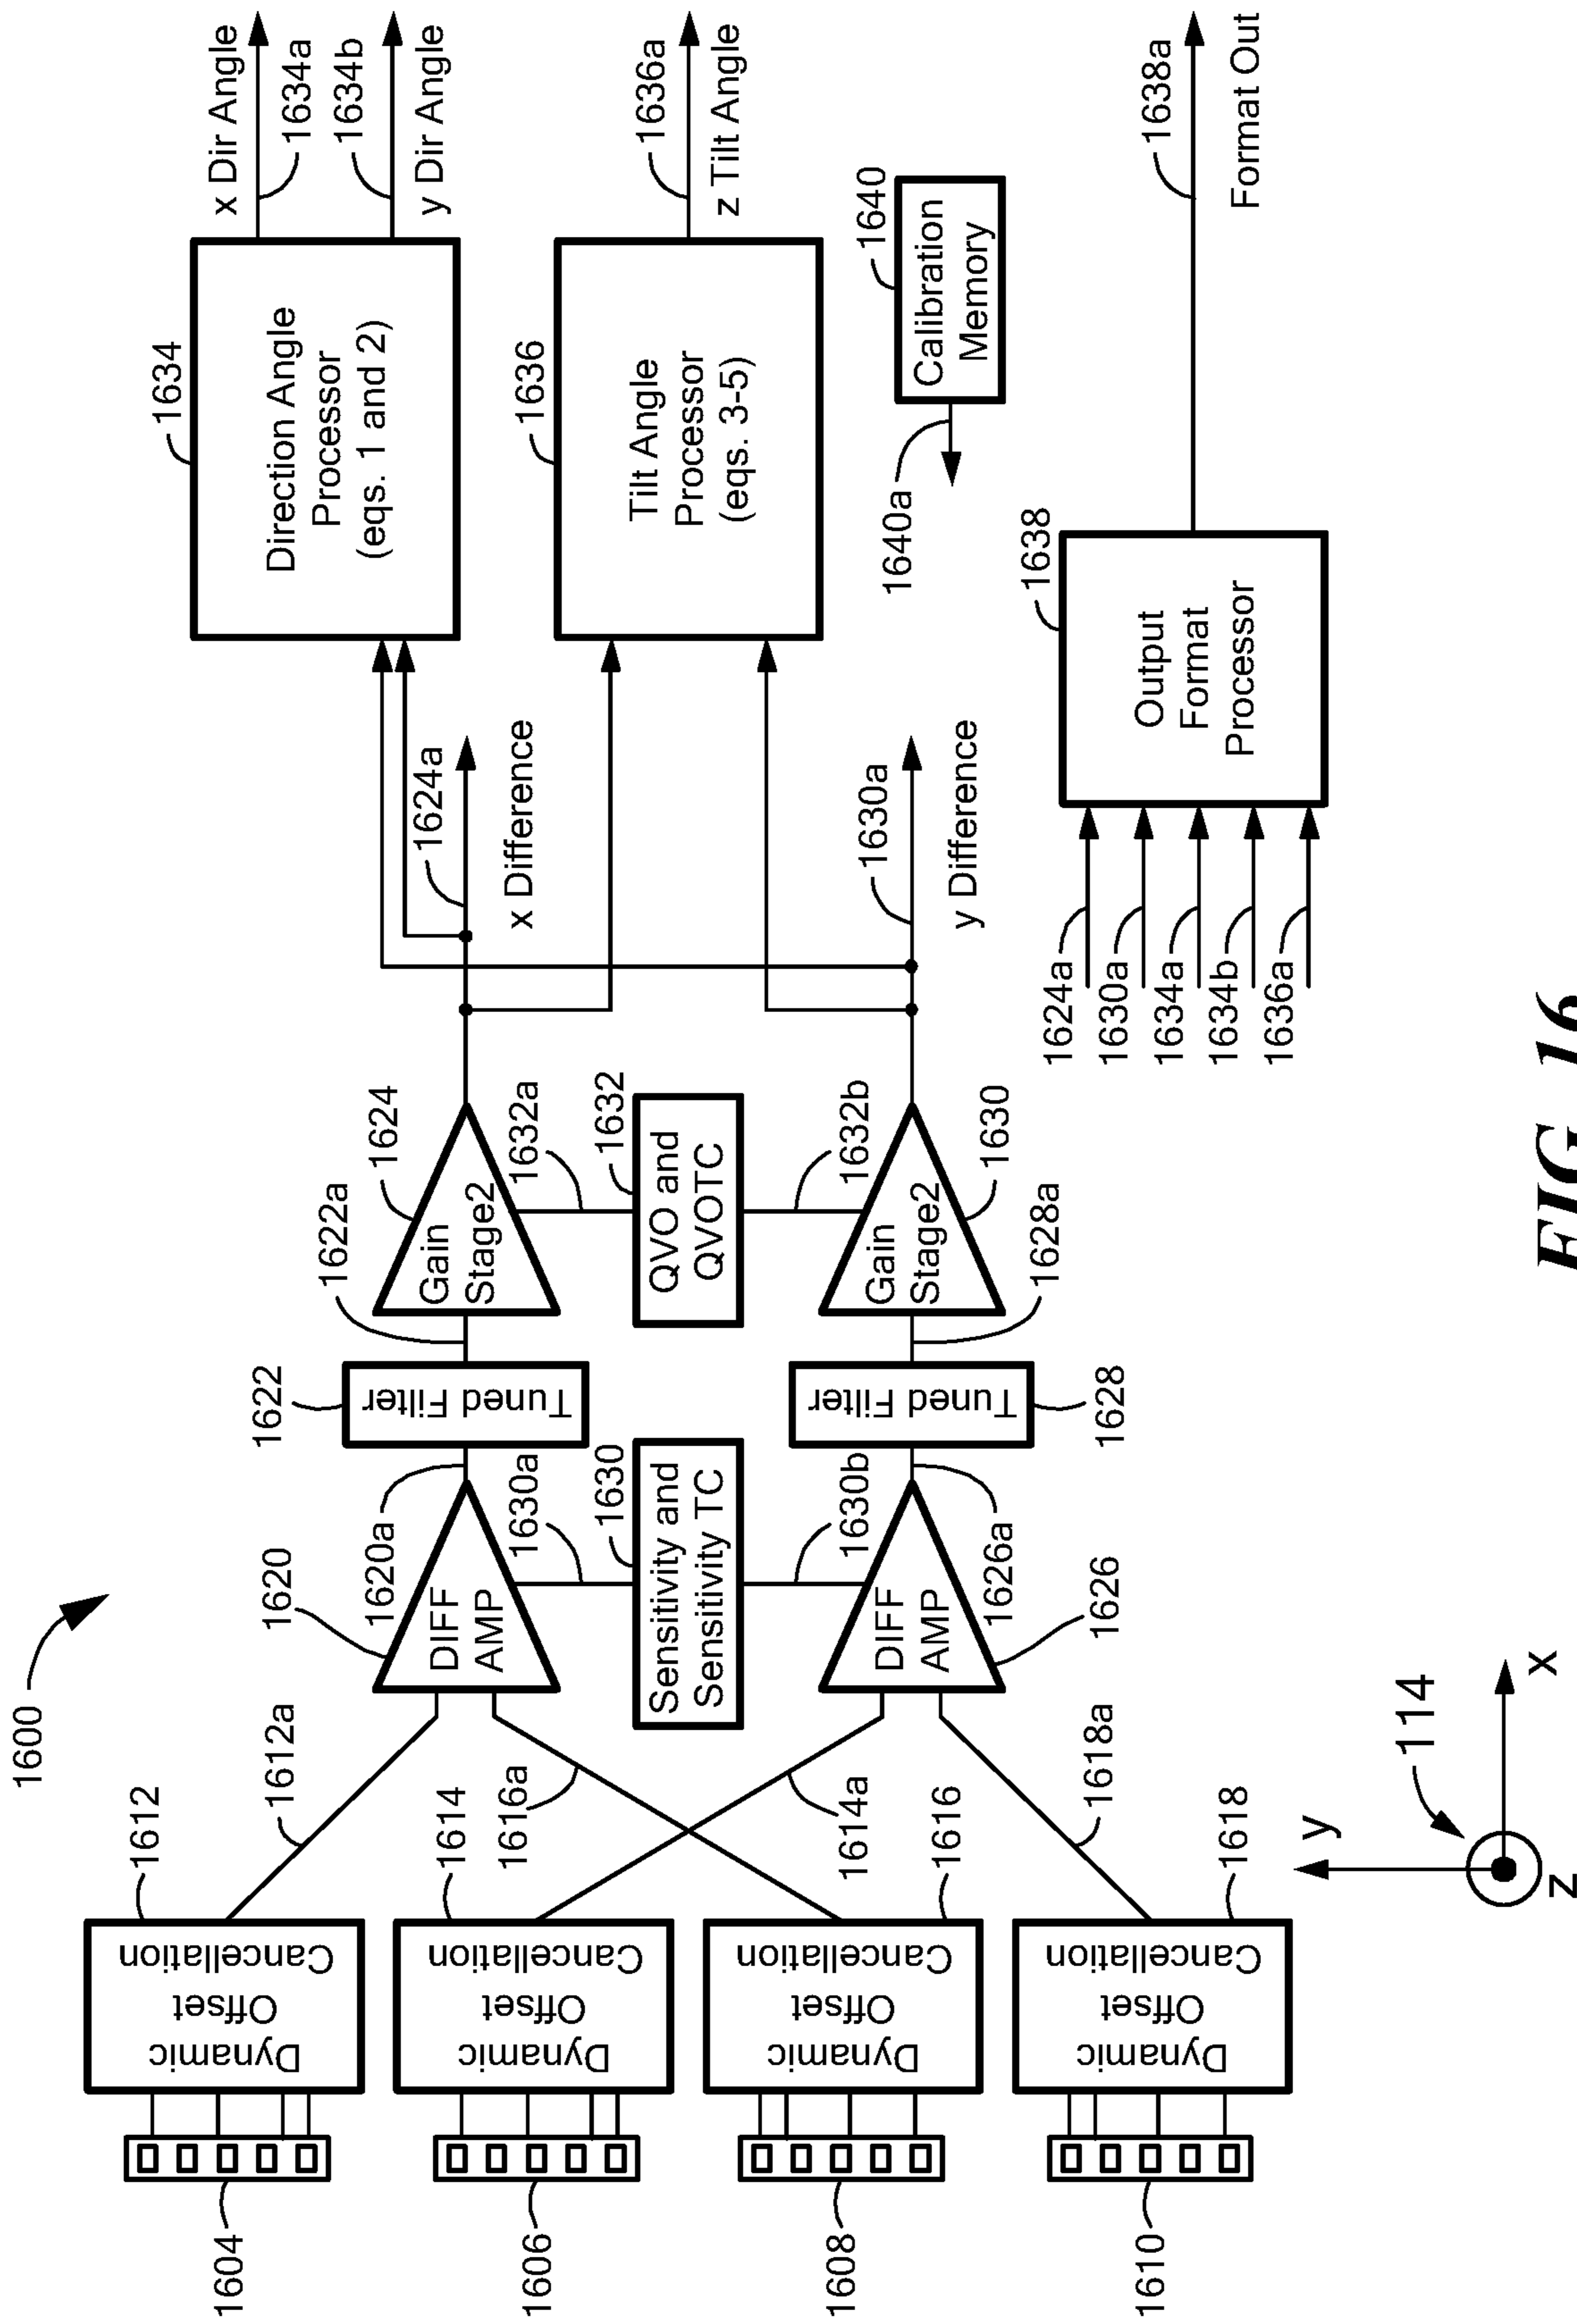 1600
1604
1606
1608
1610
Dynamic
Offset
Cancellation
1612
Dynamic
Offset
Cancellation
1614
Dynamic
Offset
Cancellation
1616
Dynamic
Offset
Cancellation
1618
1612a
1616a
1614a
1618a
DIFF
AMP
1620
1620a
1630a
Sensitivity and
Sensitivity TC
1630
1630b
DIFF
AMP
1626a
1626
Tuned Filter
1622
1622a
Tuned Filter
1628
1628a
Gain
Stage2
1624
1632a
QVO and
QVOTC
1632
1632b
Gain
Stage2
1630
1624a
x Difference
1630a
y Difference
1634
Direction Angle
Processor
(eqs. 1 and 2)
x Dir Angle
1634a
1634b
y Dir Angle
1636
Tilt Angle
Processor
(eqs. 3-5)
1636a
z Tilt Angle
1640
Calibration
Memory
1640a
1638
Output
Format
Processor
1624a
1630a
1634a
1634b
1636a
1638a
Format Out
114
y
x
z
FIG. 16